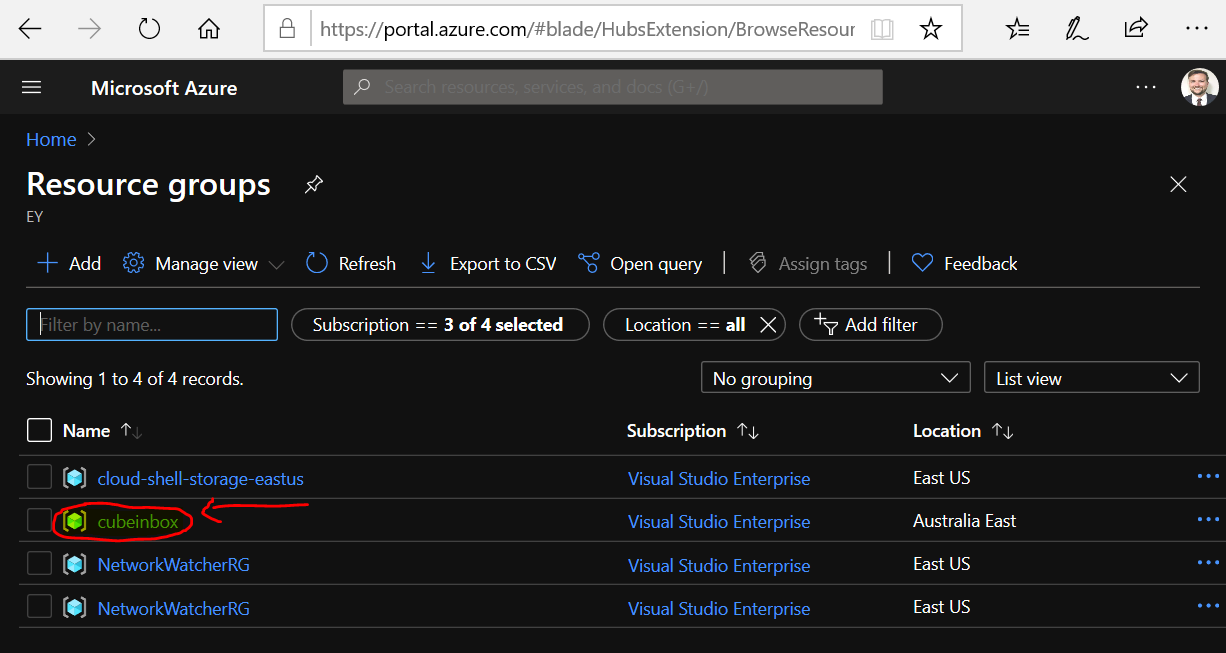 https://portal.azure.com/#blade/HubsExtension/BrowseResour
Microsoft Azure
Search resources, services, and docs (G+/)
Home
Resource groups
EY
Add Manage view Refresh Export to CSV Open query Assign tags Feedback
Filter by name... Subscription == 3 of 4 selected Location == all Add filter
Showing 1 to 4 of 4 records. No grouping List view
Name Subscription Location
cloud-shell-storage-eastus Visual Studio Enterprise East US
cubeinbox Visual Studio Enterprise Australia East
NetworkWatcherRG Visual Studio Enterprise East US
NetworkWatcherRG Visual Studio Enterprise East US